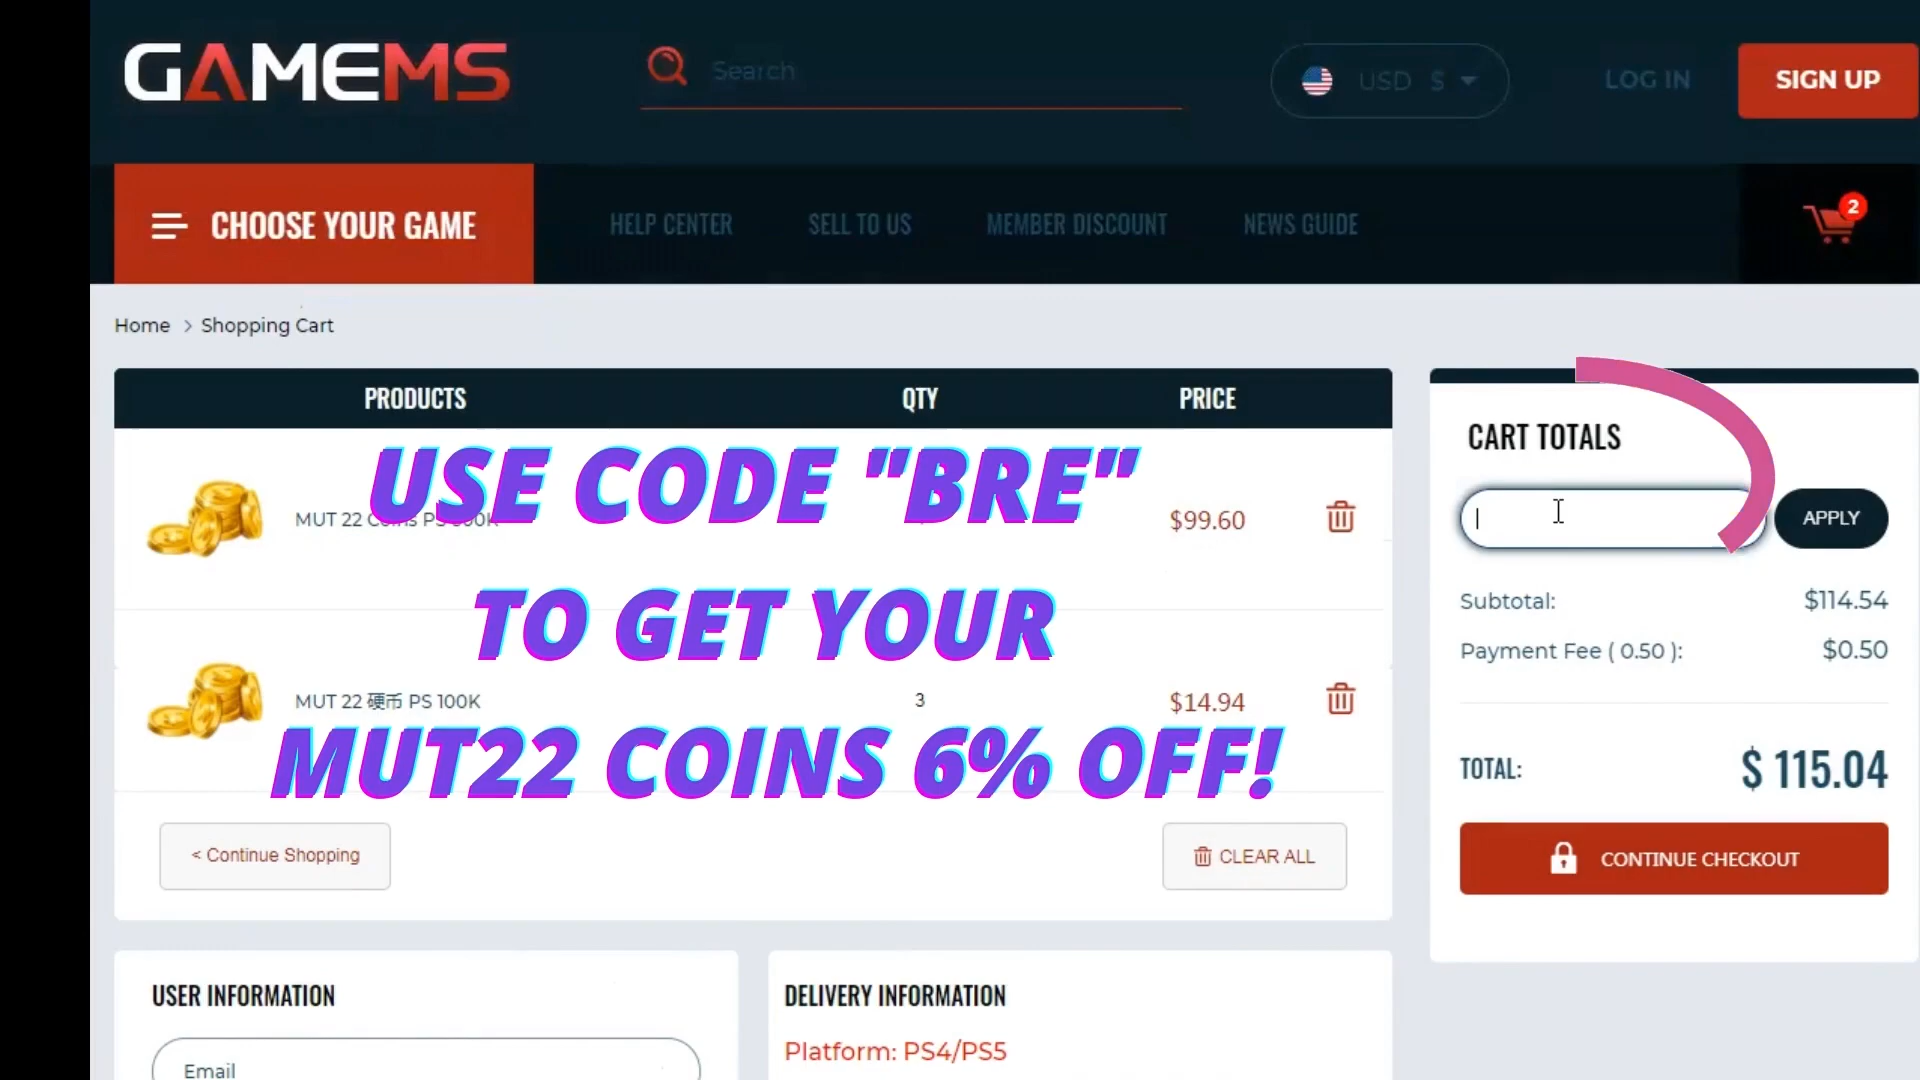 GAMEMS
Search
USD $
LOG IN
SIGN UP
CHOOSE YOUR GAME
HELP CENTER
SELL TO US
MEMBER DISCOUNT
NEWS GUIDE
2
Home > Shopping Cart
PRODUCTS
QTY
PRICE
CART TOTALS
USE CODE "BRE"
MUT 22 Coins PS
$99.60
APPLY
Subtotal:
$114.54
TO GET YOUR
Payment Fee ( 0.50 ):
$0.50
MUT 22 硬币 PS 100K
3
$14.94
MUT22 COINS 6% OFF!
TOTAL:
$ 115.04
< Continue Shopping
CLEAR ALL
CONTINUE CHECKOUT
USER INFORMATION
DELIVERY INFORMATION
Platform: PS4/PS5
Email